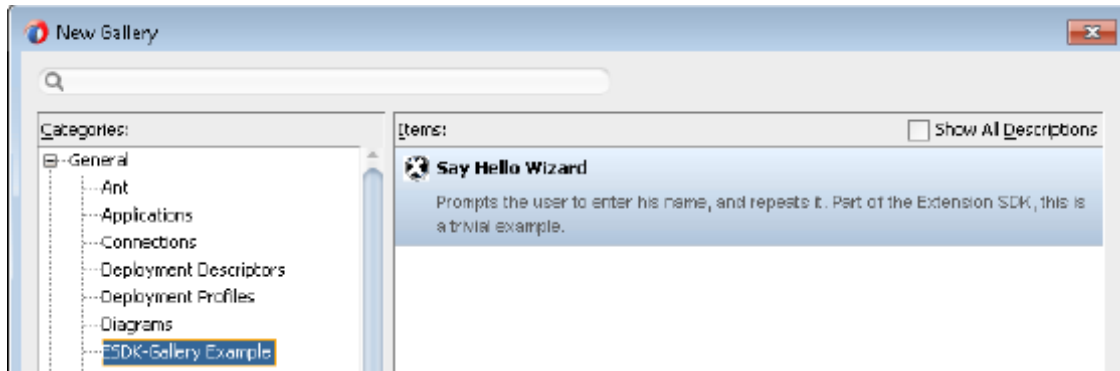 New Gallery
Categories:
General
Ant
Applications
Connections
Deployment Descriptors
Deployment Profiles
Diagrams
ESDK-Gallery Example
Items:
Show All Descriptions
Say Hello Wizard
Prompts the user to enter his name, and repeats it. Part of the Extension SDK, this is
a trivial example.